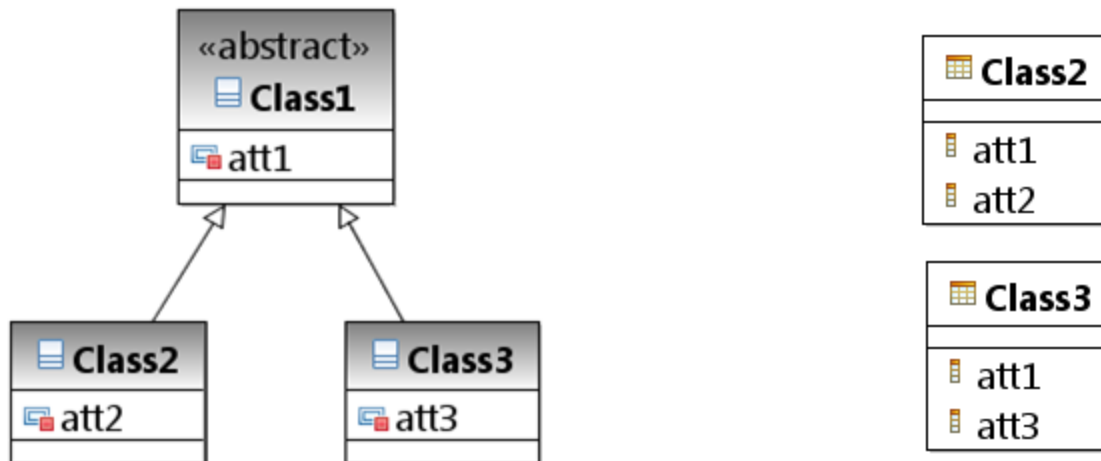 «abstract»
Class1
att1
Class2
att2
Class3
att3
Class2
att1
att2
Class3
att1
att3